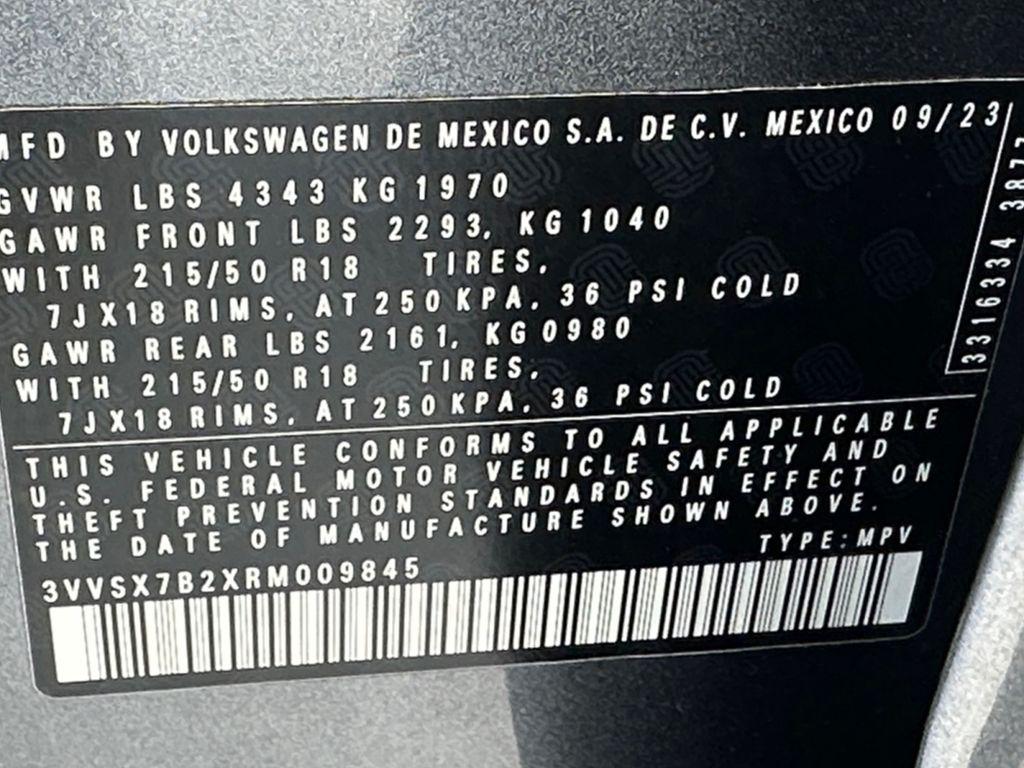 MFD BY VOLKSWAGEN DE MEXICO S.A. DE C.V. MEXICO 09/23
GVWR LBS 4343 KG 1970
GAWR FRONT LBS 2293, KG 1040
WITH 215/50 R18 TIRES,
7JX18 RIMS, AT 250 KPA, 36 PSI COLD
GAWR REAR LBS 2161, KG0980
WITH 215/50 R18 TIRES,
7JX18 RIMS, AT 250 KPA, 36 PSI COLD
THIS VEHICLE CONFORMS TO ALL APPLICABLE
U.S. FEDERAL MOTOR VEHICLE SAFETY AND
THEFT PREVENTION STANDARDS IN EFFECT ON
THE DATE OF MANUFACTURE SHOWN ABOVE.
TYPE:MPV
3VVSX7B2XRM009845
3316334